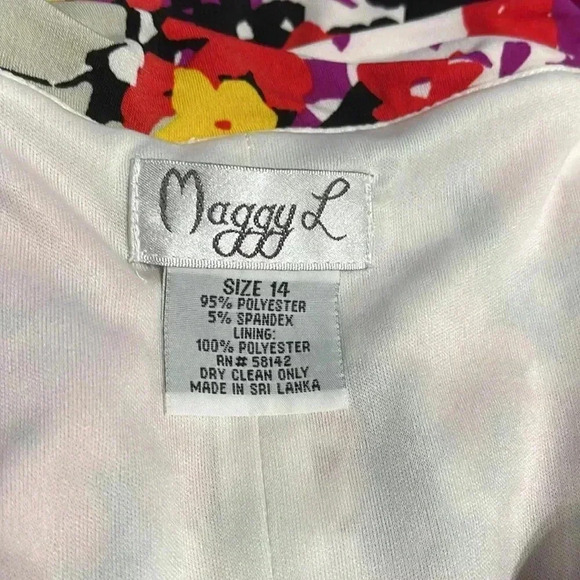 Maggy L
SIZE 14
95% POLYESTER
5% SPANDEX
LINING:
100% POLYESTER
RN# 58142
DRY CLEAN ONLY
MADE IN SRI LANKA